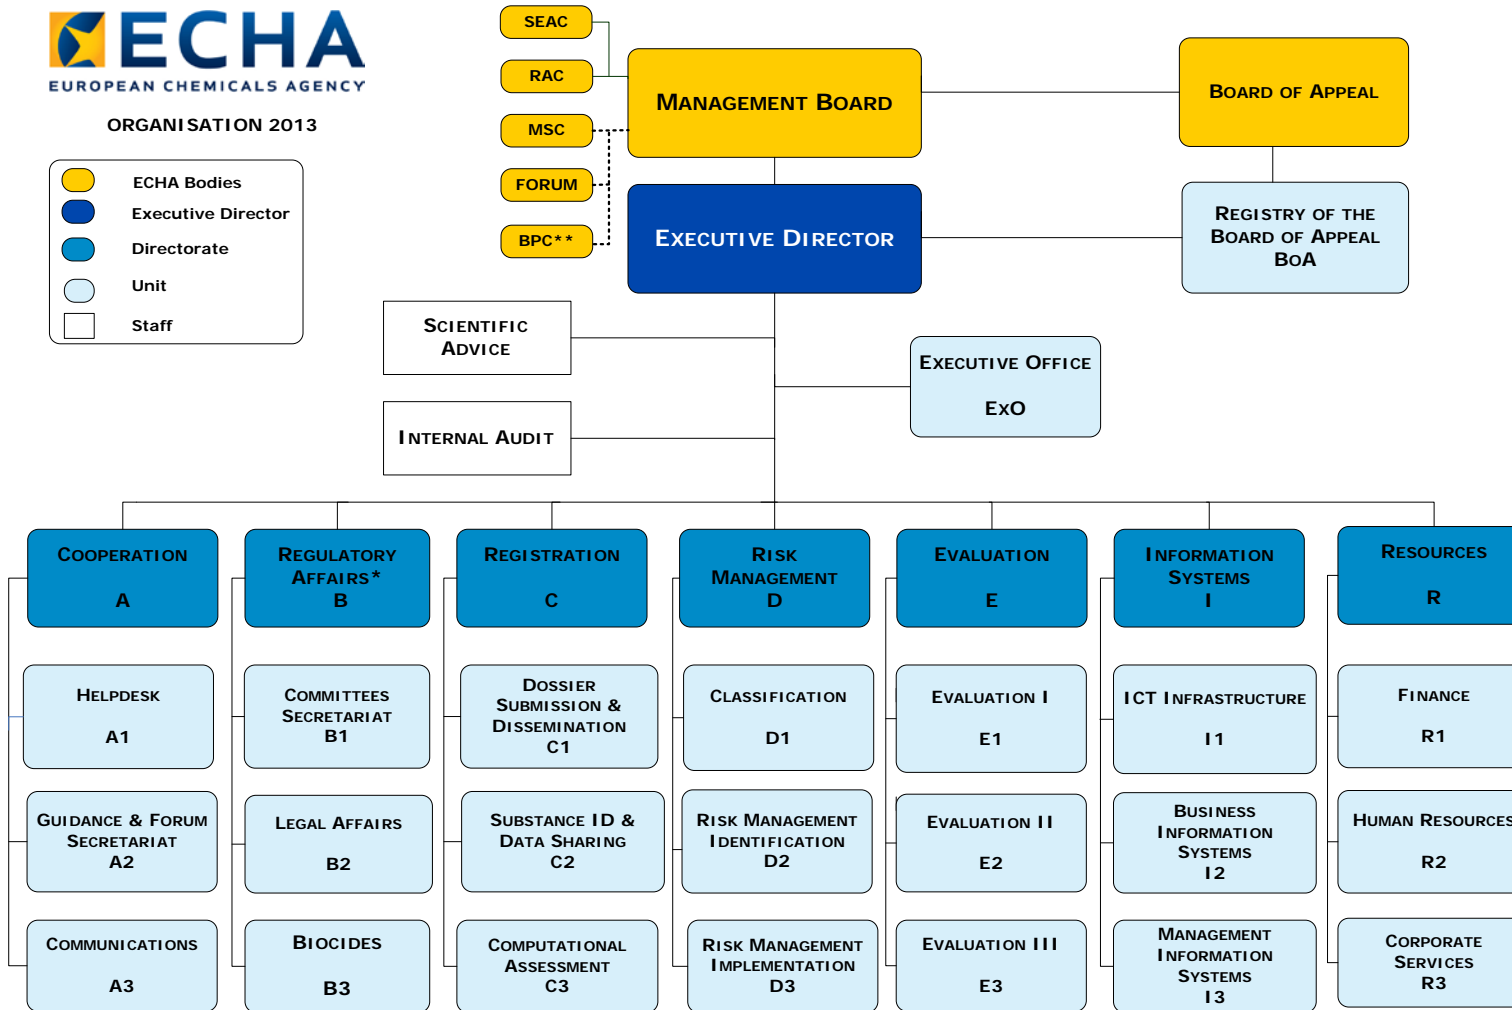 ECHA
EUROPEAN CHEMICALS AGENCY
ORGANISATION 2013
ECHA Bodies
Executive Director
Directorate
Unit
Staff
SEAC
RAC
MSC
FORUM
BPC**
MANAGEMENT BOARD
BOARD OF APPEAL
EXECUTIVE DIRECTOR
REGISTRY OF THE
BOARD OF APPEAL
BOA
SCIENTIFIC
ADVICE
EXECUTIVE OFFICE
EXO
INTERNAL AUDIT
COOPERATION
A
REGULATORY
AFFAIRS*
B
REGISTRATION
C
RISK
MANAGEMENT
D
EVALUATION
E
INFORMATION
SYSTEMS
I
RESOURCES
R
HELPDESK
A1
COMMITTEES
SECRETARIAT
B1
DOSSIER
SUBMISSION &
DISSEMINATION
C1
CLASSIFICATION
D1
EVALUATION I
E1
ICT INFRASTRUCTURE
I1
FINANCE
R1
GUIDANCE & FORUM
SECRETARIAT
A2
LEGAL AFFAIRS
B2
SUBSTANCE ID &
DATA SHARING
C2
RISK MANAGEMENT
IDENTIFICATION
D2
EVALUATION II
E2
BUSINESS
INFORMATION
SYSTEMS
I2
HUMAN RESOURCES
R2
COMMUNICATIONS
A3
BIOCIDES
B3
COMPUTATIONAL
ASSESSMENT
C3
RISK MANAGEMENT
IMPLEMENTATION
D3
EVALUATION III
E3
MANAGEMENT
INFORMATION
SYSTEMS
I3
CORPORATE
SERVICES
R3